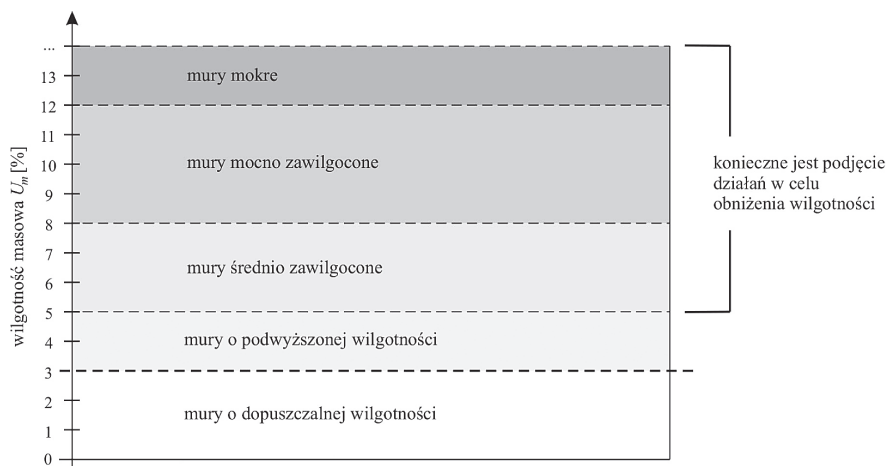 ...
13
12
11
10
9
8
7
6
5
4
3
2
1
0
wilgotność masowa Um [%]
mury mokre
mury mocno zawilgocone
mury średnio zawilgocone
mury o podwyższonej wilgotności
mury o dopuszczalnej wilgotności
konieczne jest podjęcie
działań w celu
obniżenia wilgotności